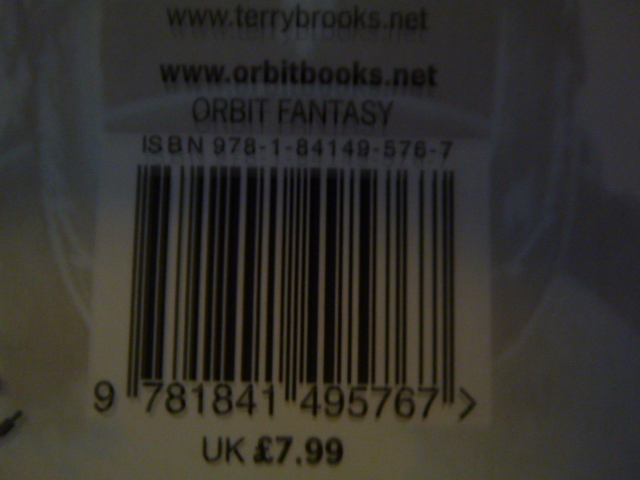 www.terrybrooks.net
www.orbitbooks.net
ORBIT FANTASY
ISBN 978-1-84149-576-7
9 781841 495767 >
UK £7.99